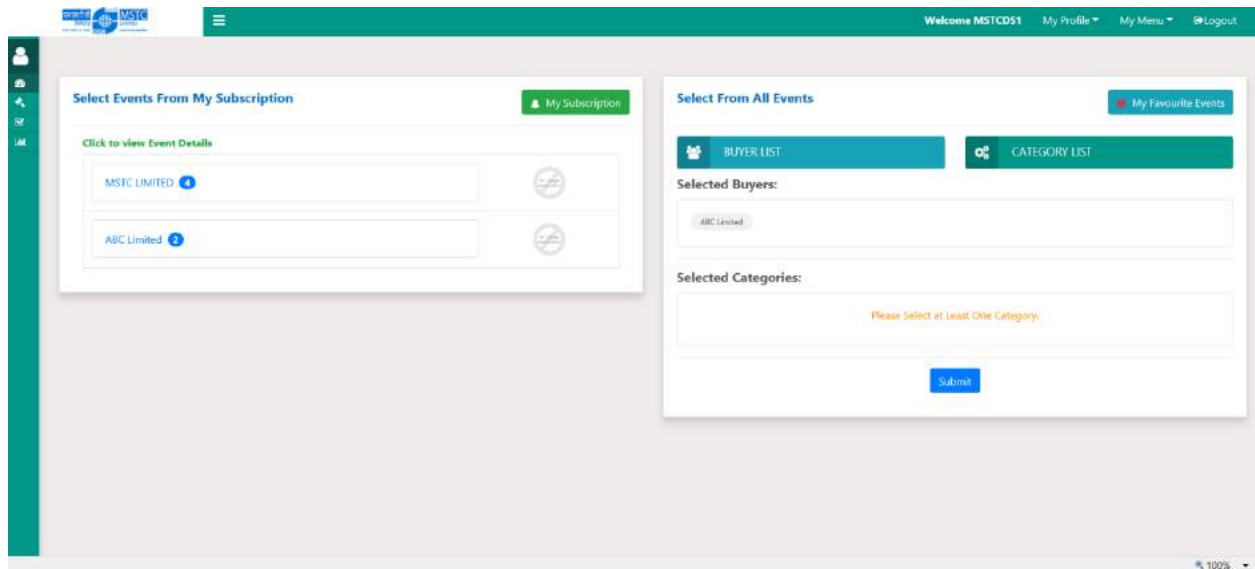 MSTC
Welcome MSTCDS1 My Profile My Menu Logout
Select Events From My Subscription
My Subscription
Click to view Event Details
MSTC LIMITED 4
ABC Limited 2
Select From All Events
My Favourite Events
BUYER LIST
CATEGORY LIST
Selected Buyers:
ABC Limited
Selected Categories:
Please Select at Least One Category.
Submit
100%